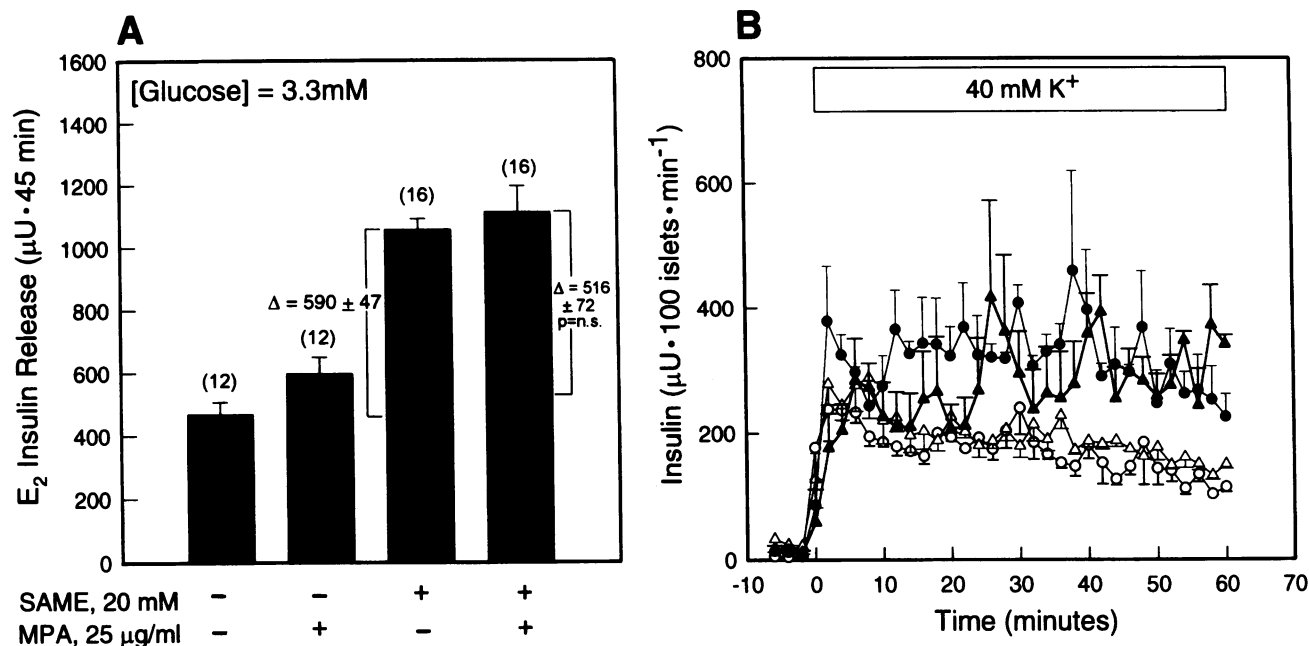 A
E2 Insulin Release (μU·45 min)
1600
1400
1200
1000
800
600
400
200
0
[Glucose] = 3.3mM
(12)
(12)
(16)
(16)
Δ = 590 ± 47
Δ = 516
± 72
p=n.s.
SAME, 20 mM – – + +
MPA, 25 μg/ml – + – +
B
Insulin (μU·100 islets·min⁻¹)
800
600
400
200
0
40 mM K⁺
-10 0 10 20 30 40 50 60 70
Time (minutes)